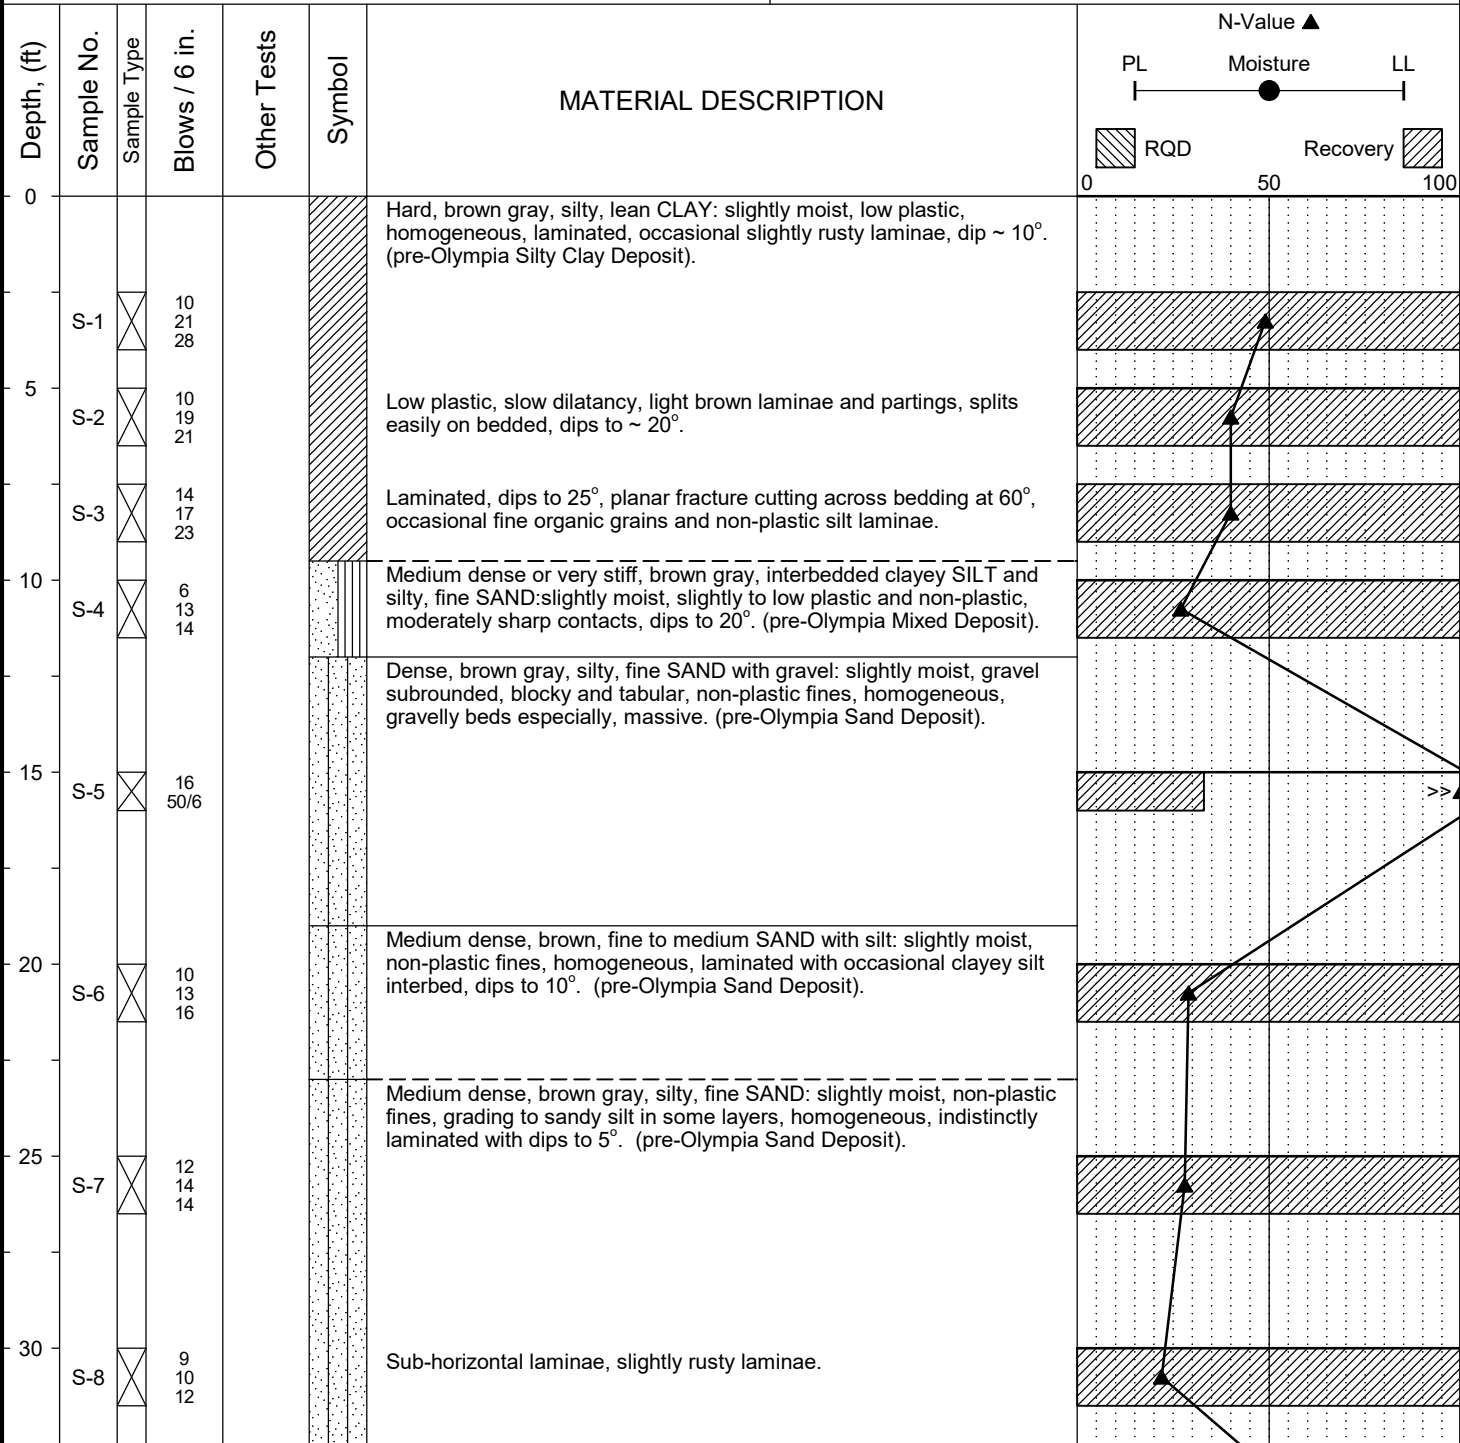 Depth, (ft)
Sample No.
Sample Type
Blows / 6 in.
Other Tests
Symbol
MATERIAL DESCRIPTION
N-Value ▲
PL Moisture LL
RQD Recovery
0 50 100
0
Hard, brown gray, silty, lean CLAY: slightly moist, low plastic,
homogeneous, laminated, occasional slightly rusty laminae, dip ~ 10°.
(pre-Olympia Silty Clay Deposit).
S-1
10
21
28
5
S-2
10
19
21
Low plastic, slow dilatancy, light brown laminae and partings, splits
easily on bedded, dips to ~ 20°.
S-3
14
17
23
Laminated, dips to 25°, planar fracture cutting across bedding at 60°,
occasional fine organic grains and non-plastic silt laminae.
10
S-4
6
13
14
Medium dense or very stiff, brown gray, interbedded clayey SILT and
silty, fine SAND:slightly moist, slightly to low plastic and non-plastic,
moderately sharp contacts, dips to 20°. (pre-Olympia Mixed Deposit).
Dense, brown gray, silty, fine SAND with gravel: slightly moist, gravel
subrounded, blocky and tabular, non-plastic fines, homogeneous,
gravelly beds especially, massive. (pre-Olympia Sand Deposit).
15
S-5
16
50/6
>>▲
Medium dense, brown, fine to medium SAND with silt: slightly moist,
non-plastic fines, homogeneous, laminated with occasional clayey silt
interbed, dips to 10°. (pre-Olympia Sand Deposit).
20
S-6
10
13
16
Medium dense, brown gray, silty, fine SAND: slightly moist, non-plastic
fines, grading to sandy silt in some layers, homogeneous, indistinctly
laminated with dips to 5°. (pre-Olympia Sand Deposit).
25
S-7
12
14
14
30
S-8
9
10
12
Sub-horizontal laminae, slightly rusty laminae.